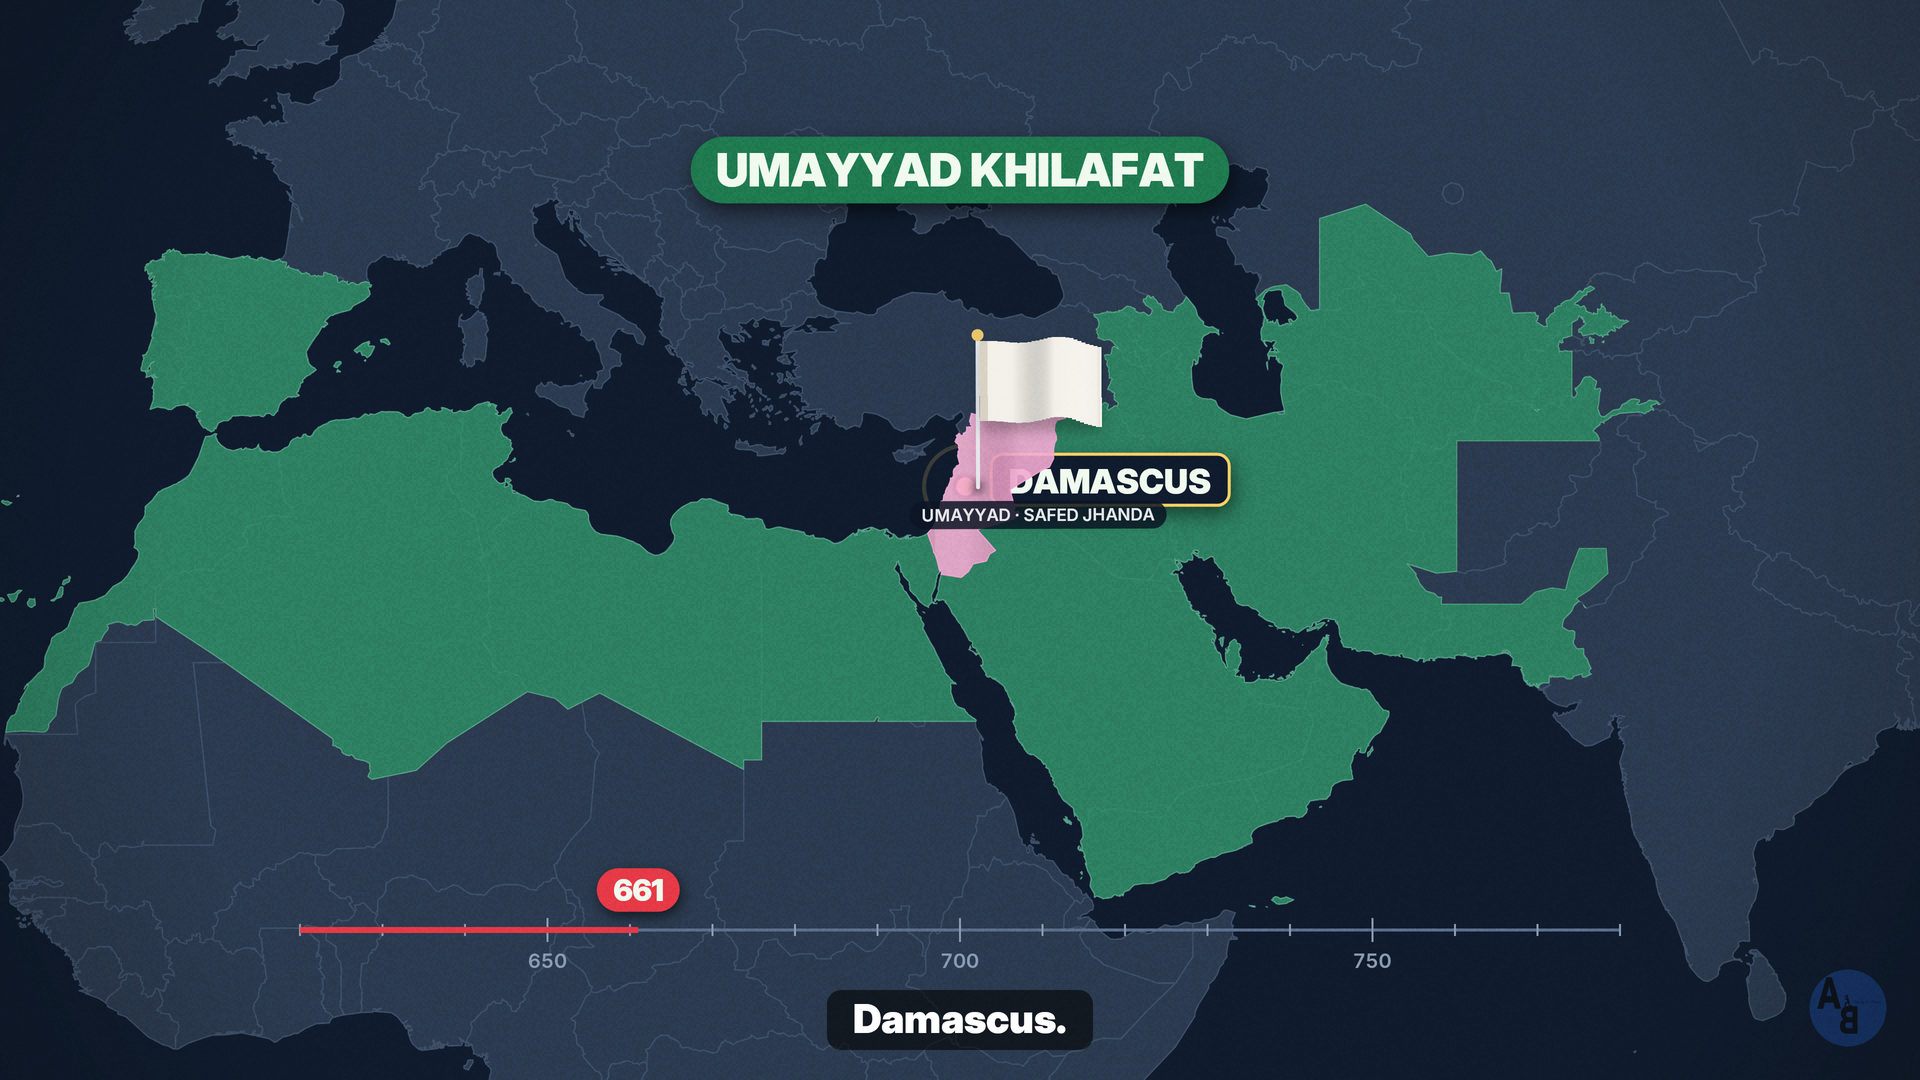 UMAYYAD KHILAFAT
DAMASCUS
UMAYYAD · SAFED JHANDA
661
650
700
750
Damascus.
A
B